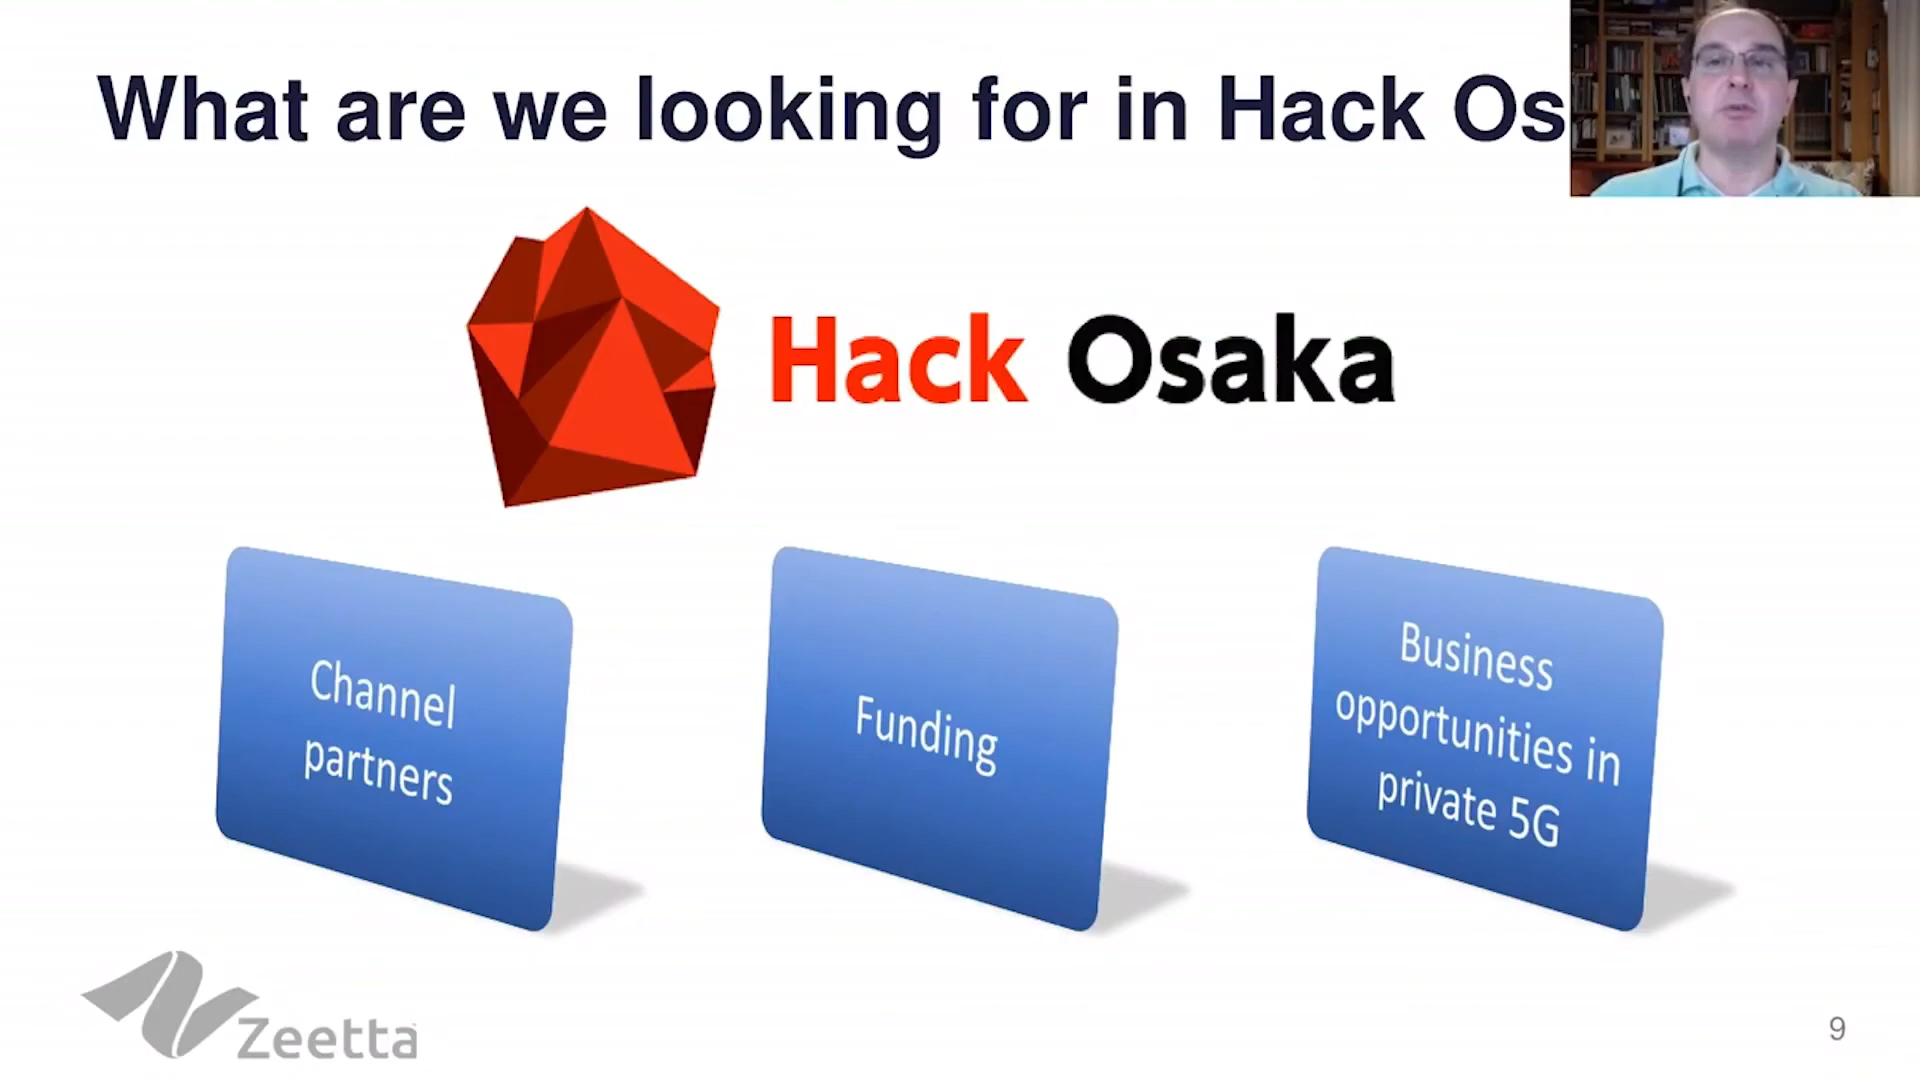 What are we looking for in Hack Os
Hack Osaka
Channel
partners
Funding
Business
opportunities in
private 5G
Zeetta
9